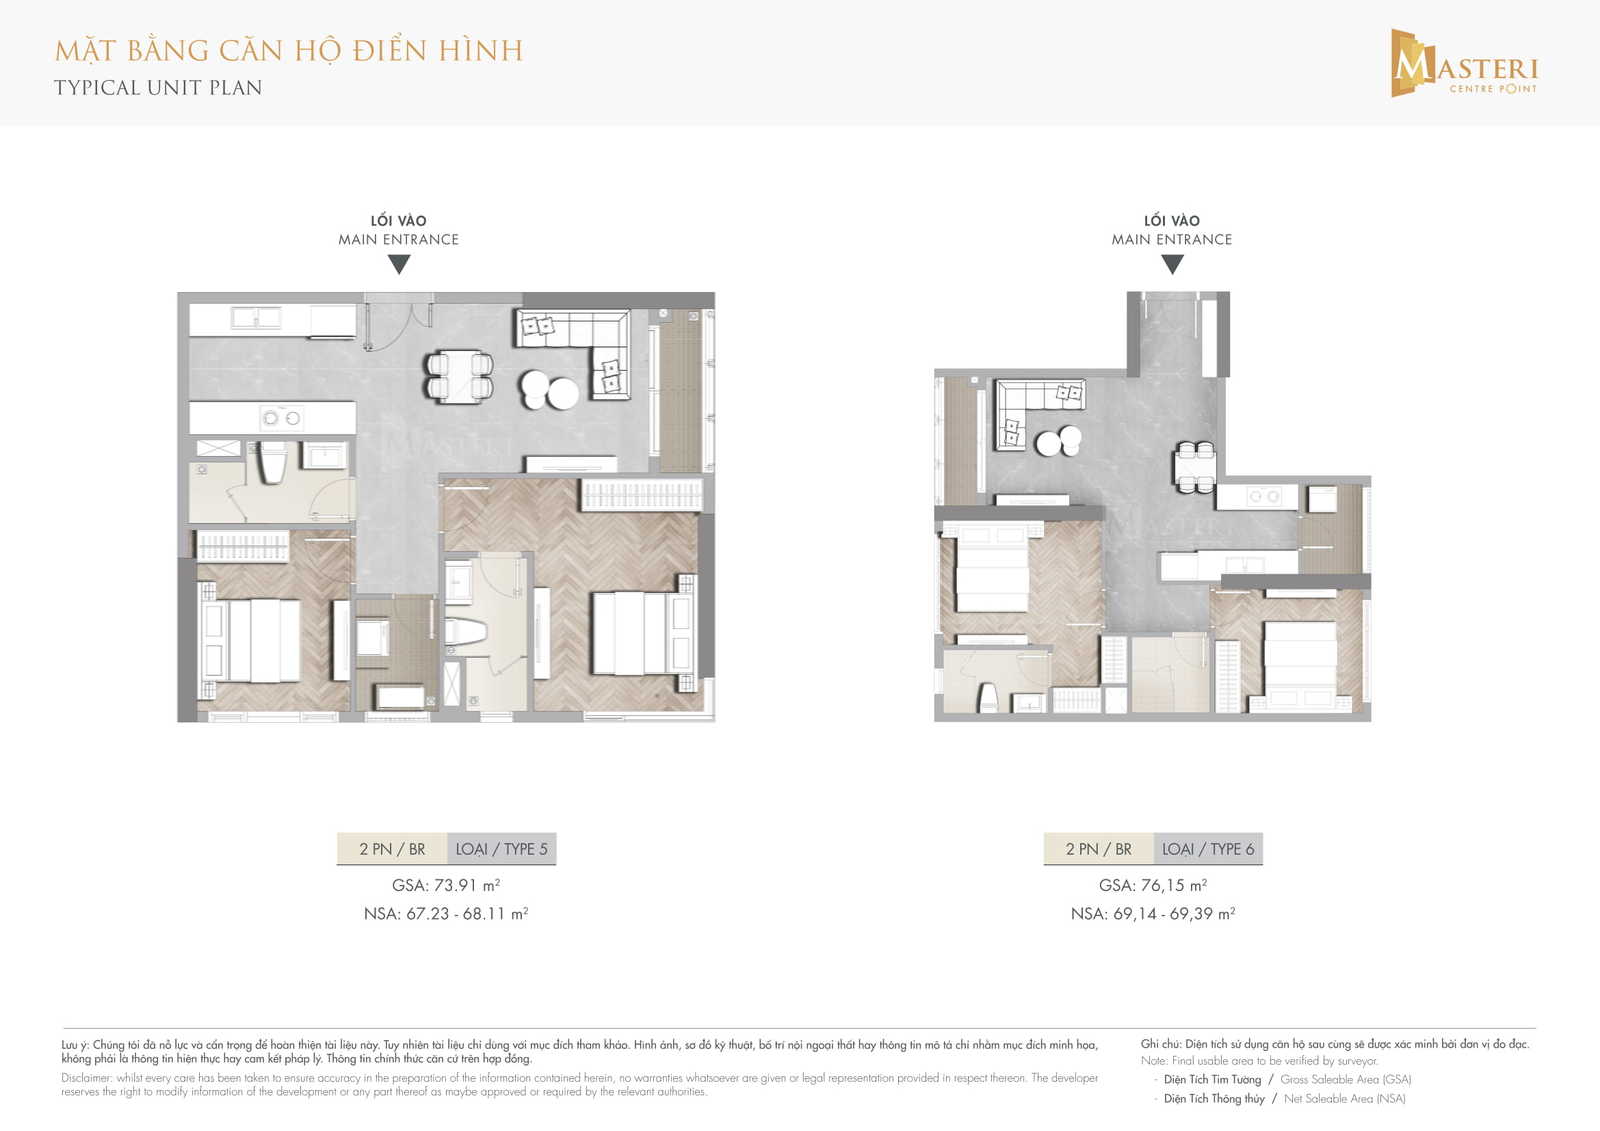 MẶT BẰNG CĂN HỘ ĐIỂN HÌNH
TYPICAL UNIT PLAN
MASTERI
CENTRE POINT
LỐI VÀO
MAIN ENTRANCE
LỐI VÀO
MAIN ENTRANCE
MASTERI
MASTERI
2 PN / BR LOẠI / TYPE 5
GSA: 73.91 m²
NSA: 67.23 - 68.11 m²
2 PN / BR LOẠI / TYPE 6
GSA: 76,15 m²
NSA: 69,14 - 69,39 m²
Lưu ý: Chúng tôi đã nỗ lực và cẩn trọng để hoàn thiện tài liệu này. Tuy nhiên tài liệu chỉ dùng với mục đích tham khảo. Hình ảnh, sơ đồ kỹ thuật, bố trí nội ngoại thất hay thông tin mô tả chỉ nhằm mục đích minh họa,
không phải là thông tin hiện thực hay cam kết pháp lý. Thông tin chính thức căn cứ trên hợp đồng.
Disclaimer: whilst every care has been taken to ensure accuracy in the preparation of the information contained herein, no warranties whatsoever are given or legal representation provided in respect thereon. The developer
reserves the right to modify information of the development or any part thereof as maybe approved or required by the relevant authorities.
Ghi chú: Diện tích sử dụng căn hộ sau cùng sẽ được xác minh bởi đơn vị đo đạc.
Note: Final usable area to be verified by surveyor.
- Diện Tích Tim Tường / Gross Saleable Area (GSA)
- Diện Tích Thông thủy / Net Saleable Area (NSA)